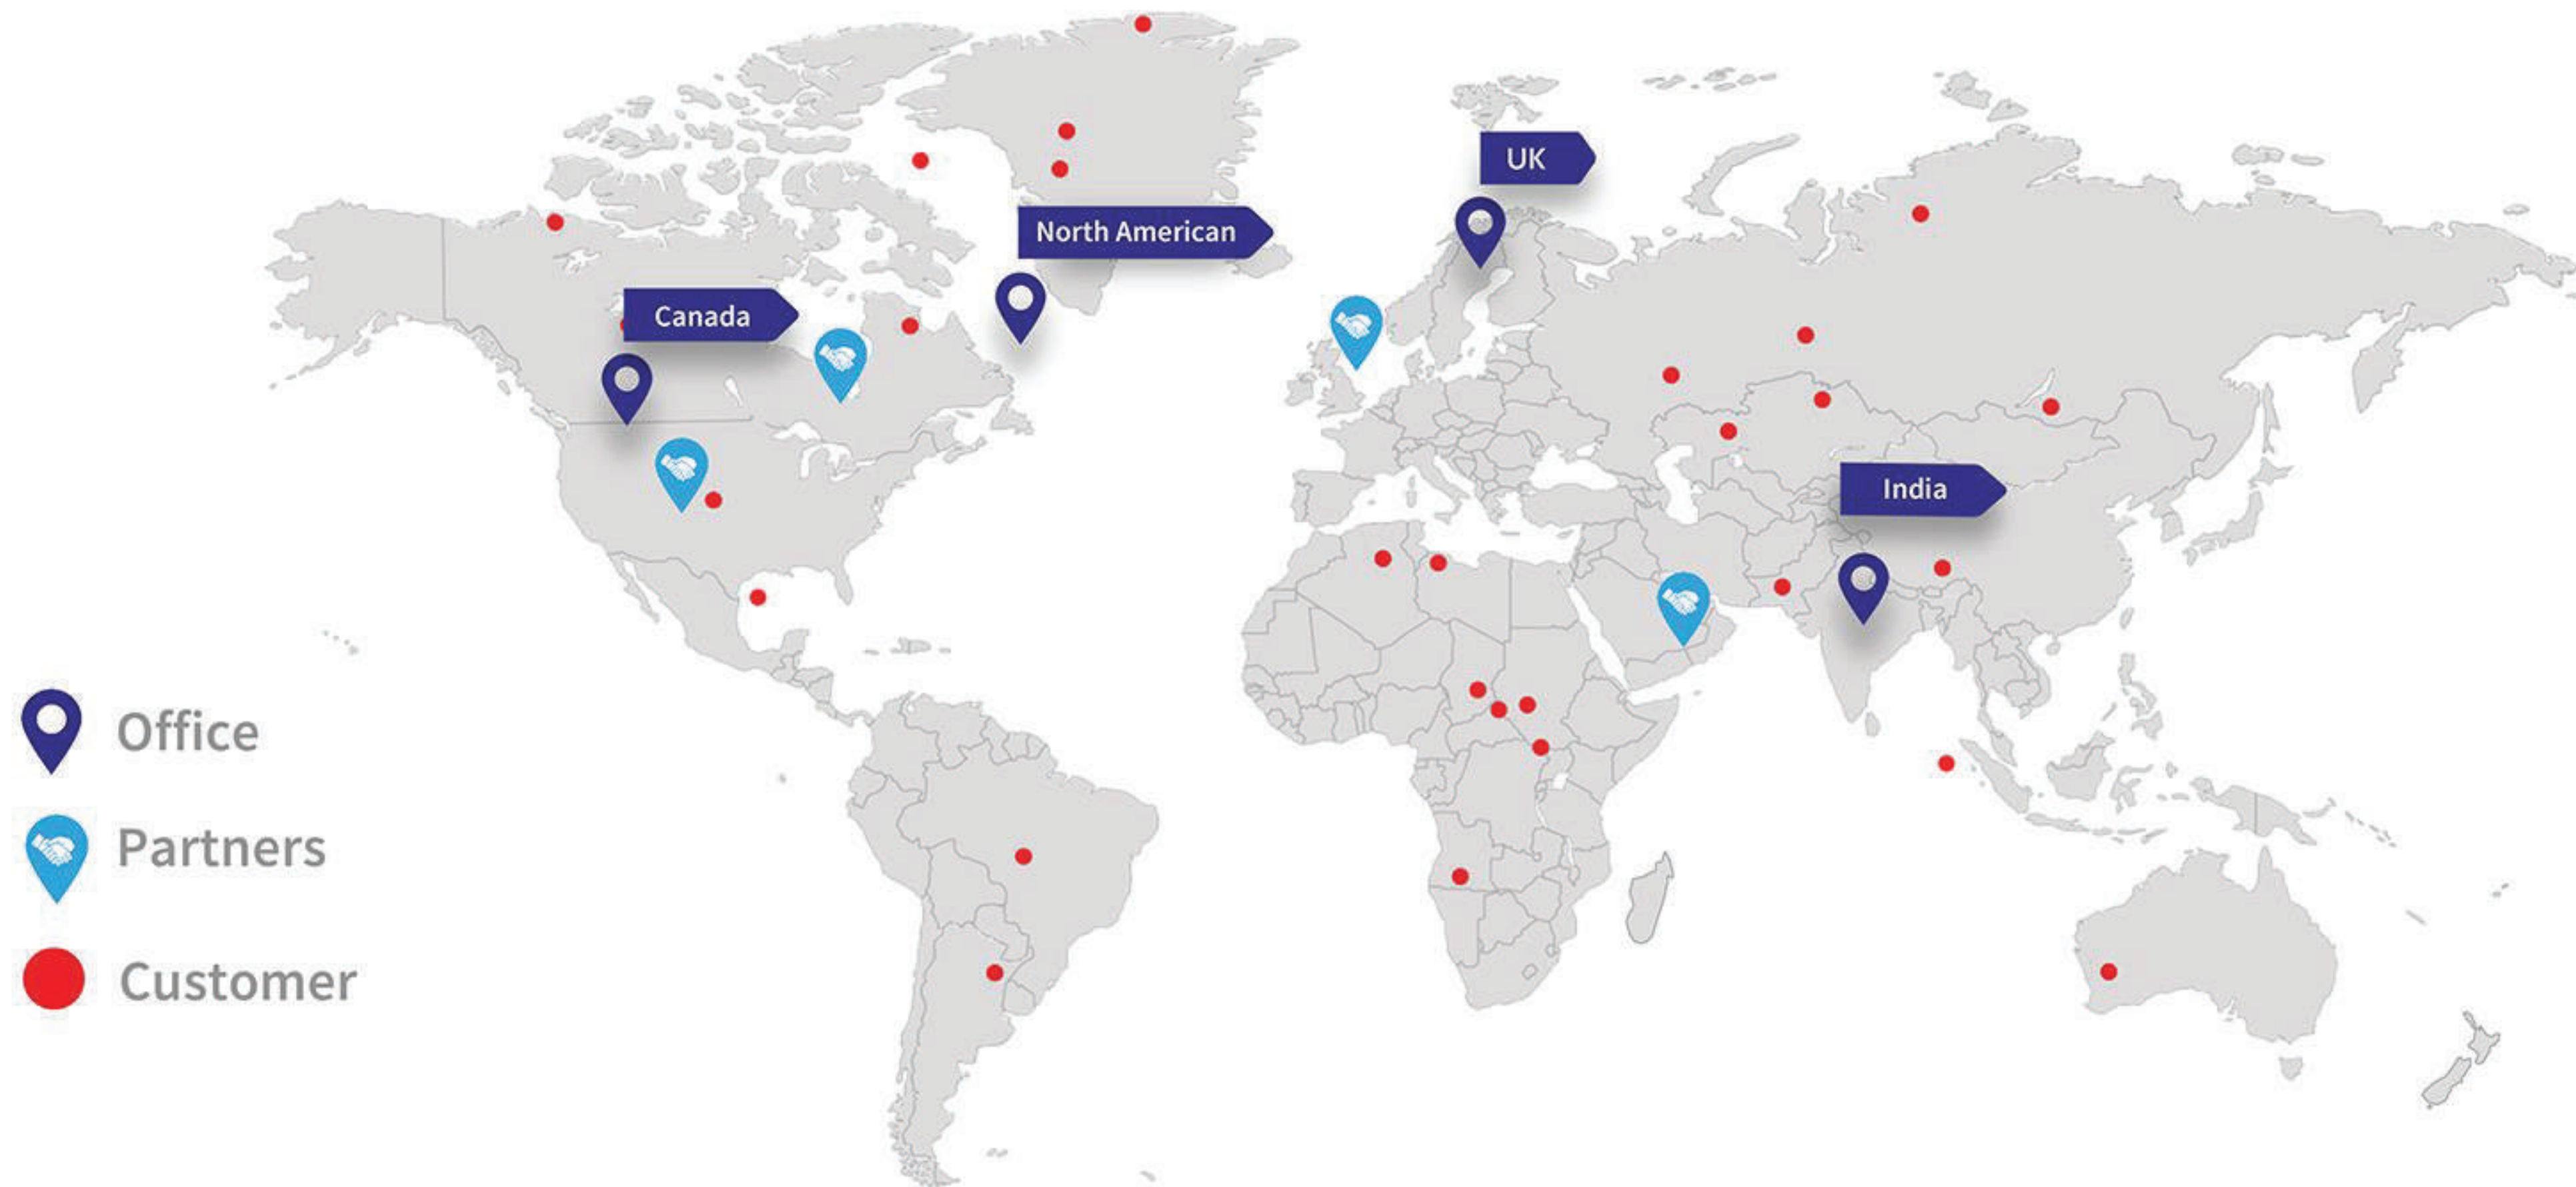 UK
North American
Canada
India
Office
Partners
Customer